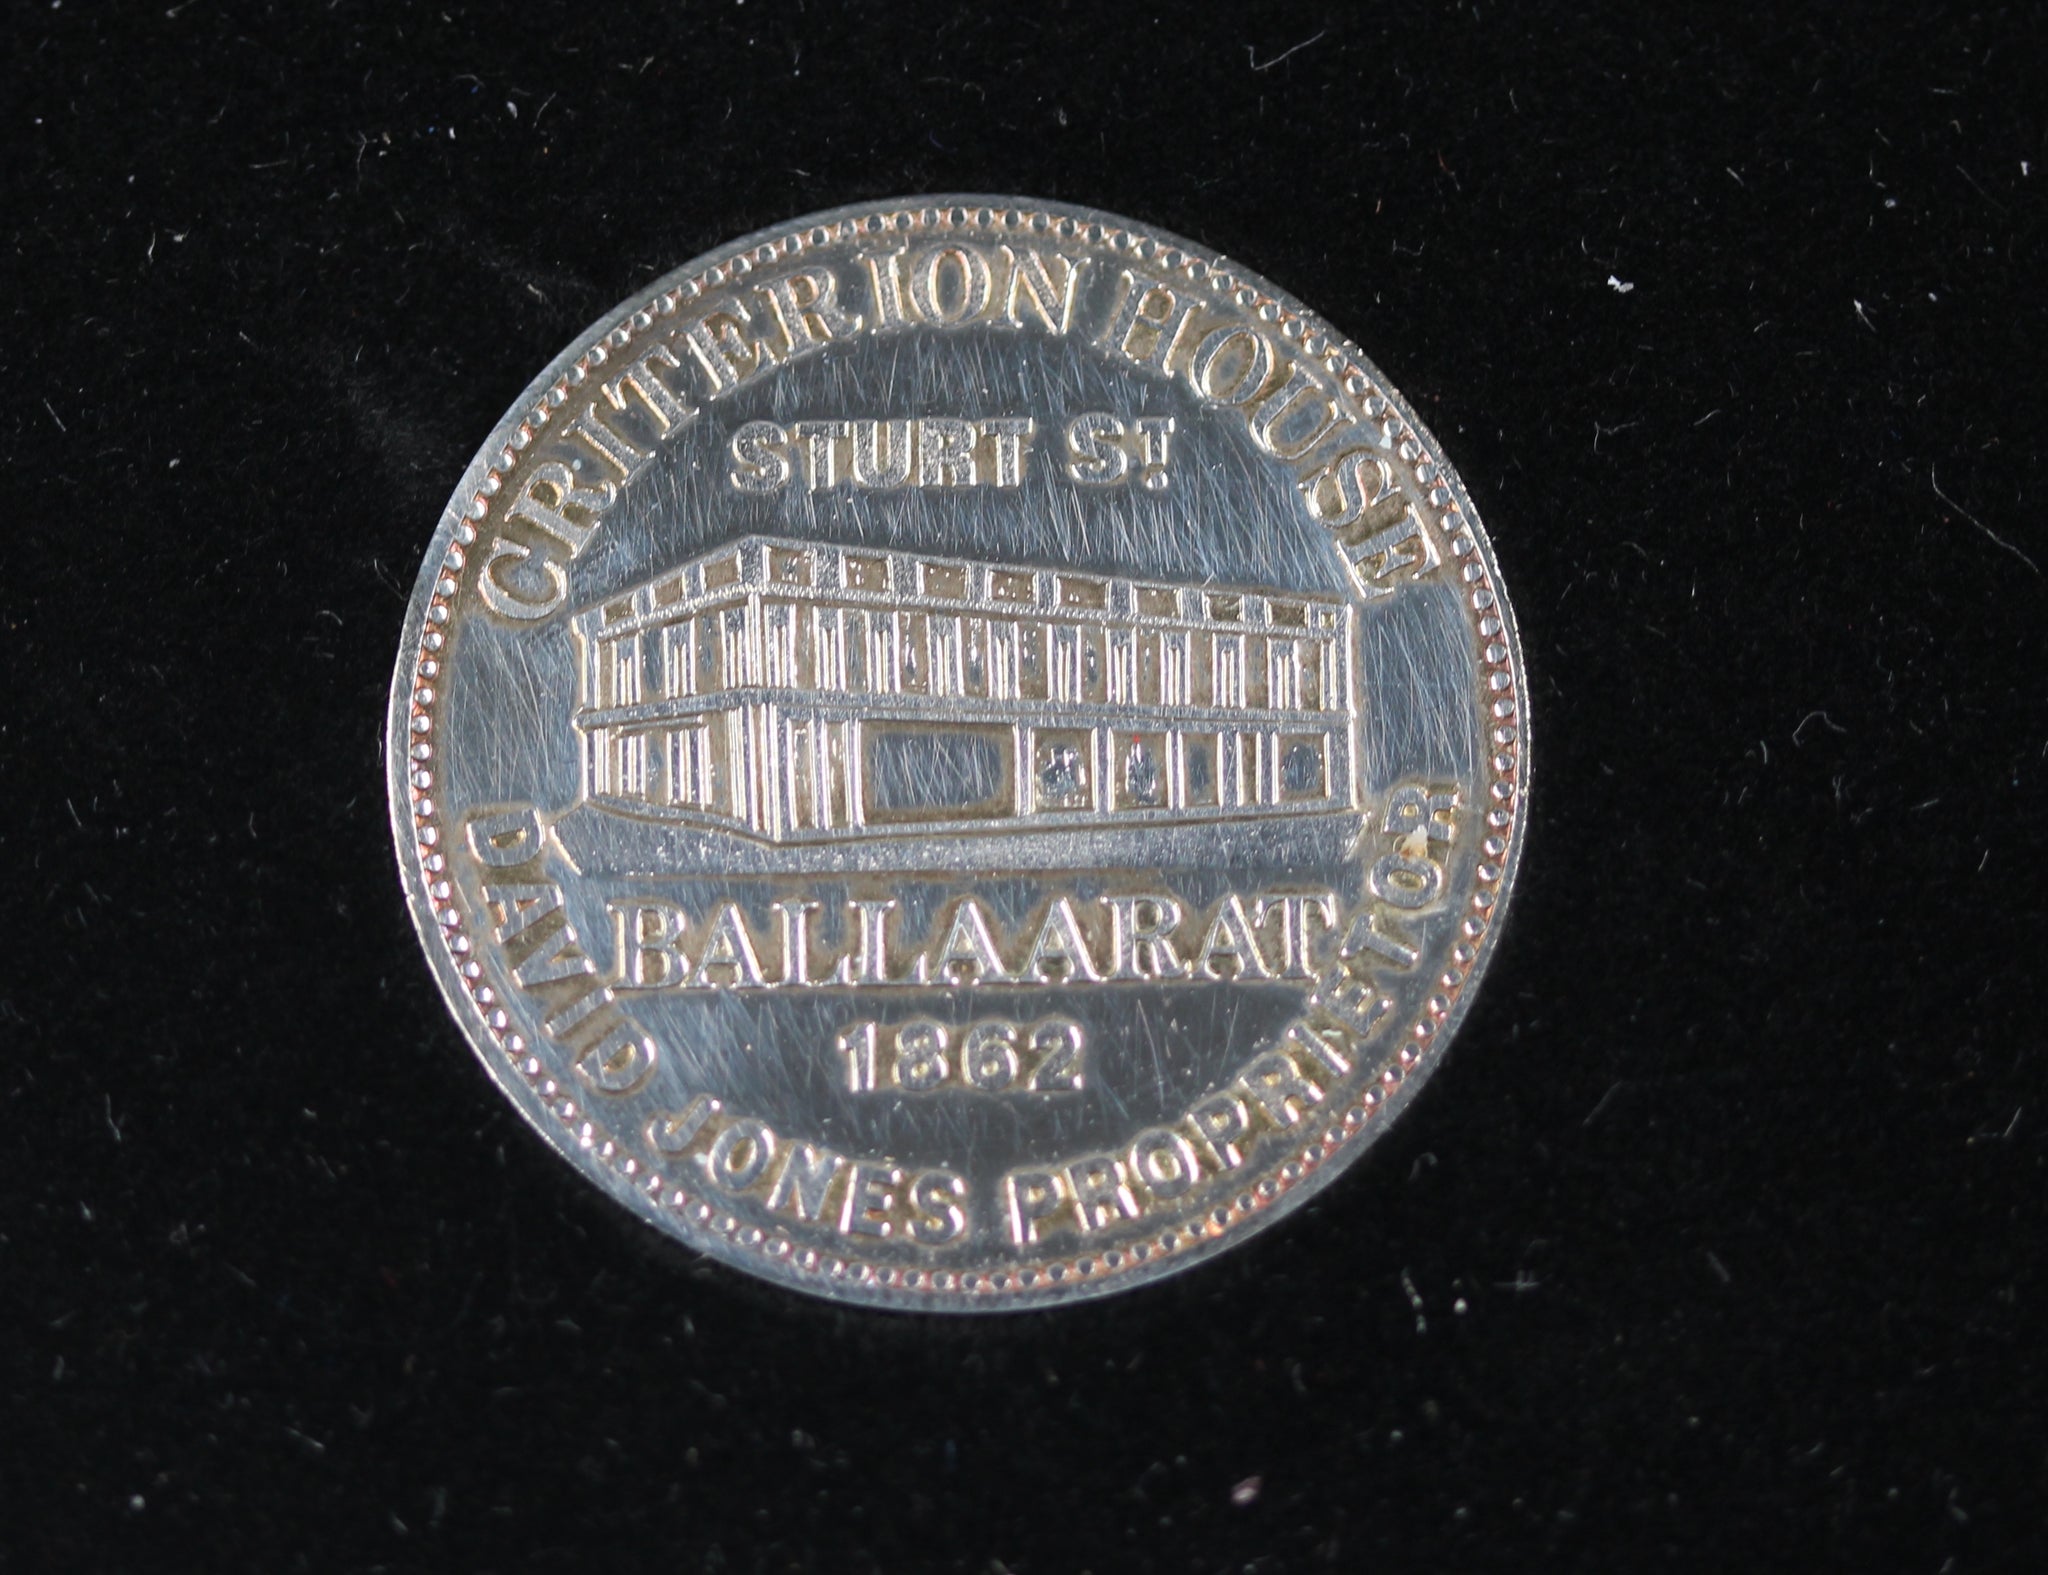 CRITERION HOUSE
STURT ST
BALLAARAT
1862
DAVID JONES PROPRIETOR